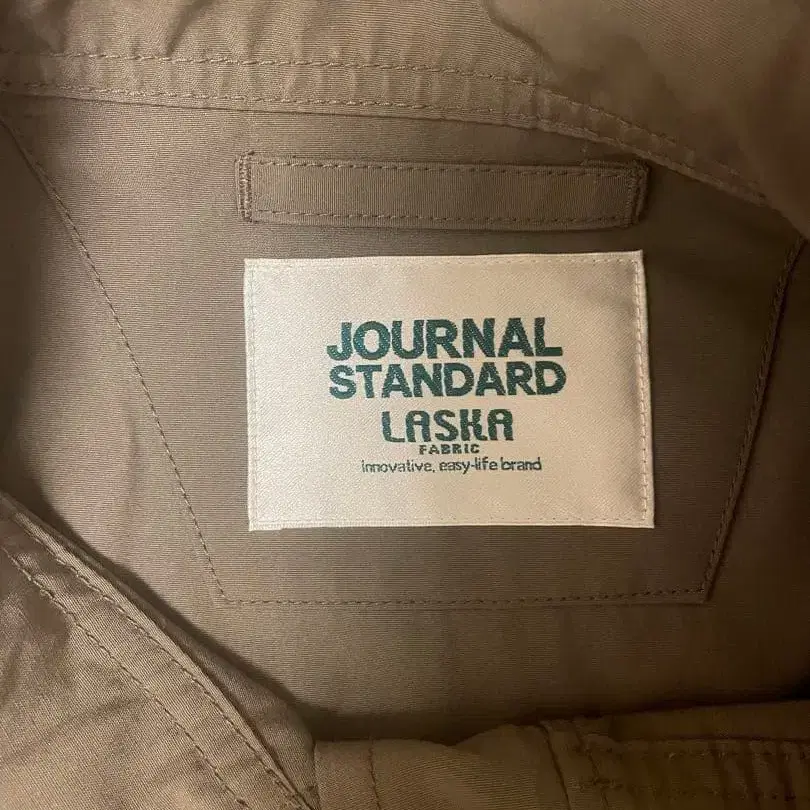 JOURNAL
STANDARD
LASKA
FABRIC
innovative, easy-life brand